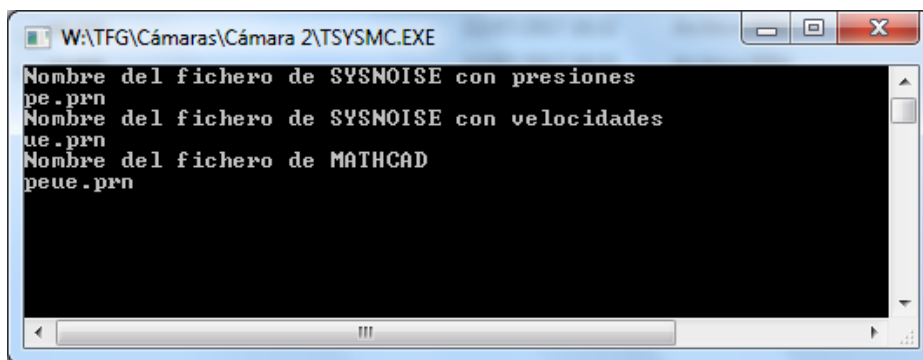 W:\TFG\Cámaras\Cámara 2\TSYSMC.EXE
Nombre del fichero de SYSNOISE con presiones
pe.prn
Nombre del fichero de SYSNOISE con velocidades
ue.prn
Nombre del fichero de MATHCAD
peue.prn